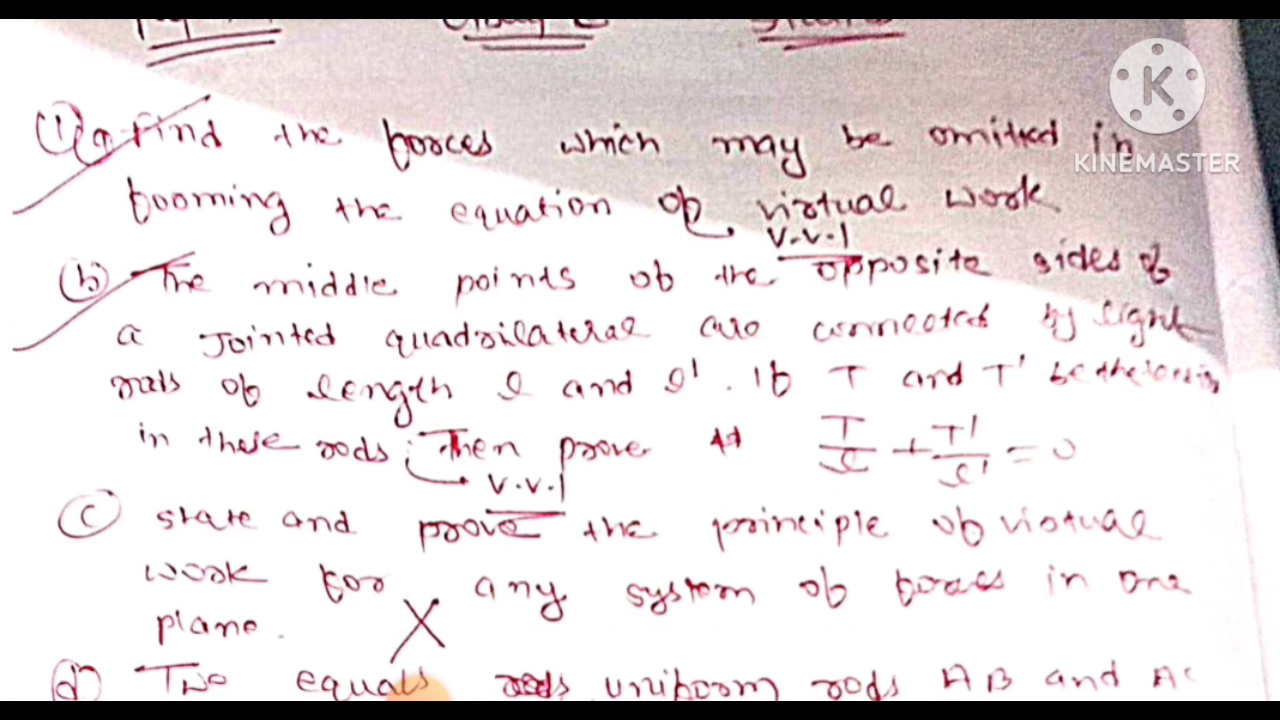 KINEMASTER
(1) a Find the forces which may be omitted in
forming the equation of virtual work
V.V.I
(b) The middle points of the opposite sides of
a Jointed quadrilateral are connected by light
rods of length l and l'. If T and T' be the
in these rods; Then prove T/l + T'/l' = 0
V.V.I
(c) state and prove the principle of virtual
work for any system of forces in one
plane.
(d) Two equals uniform rods AB and AC